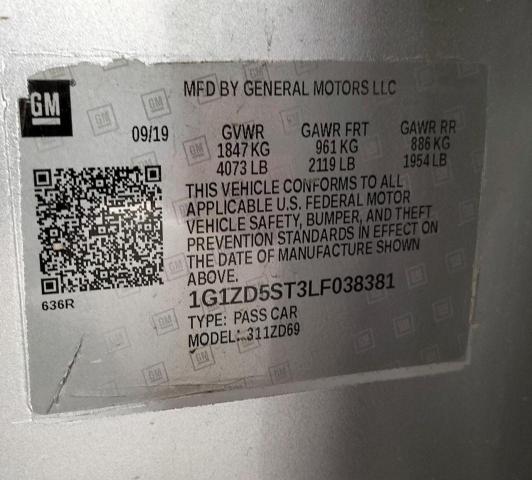 GM
MFD BY GENERAL MOTORS LLC
09/19 GVWR GAWR FRT GAWR RR
1847 KG 961 KG 886 KG
4073 LB 2119 LB 1954 LB
THIS VEHICLE CONFORMS TO ALL
APPLICABLE U.S. FEDERAL MOTOR
VEHICLE SAFETY, BUMPER, AND THEFT
PREVENTION STANDARDS IN EFFECT ON
THE DATE OF MANUFACTURE SHOWN
ABOVE.
636R
1G1ZD5ST3LF038381
TYPE: PASS CAR
MODEL: 311ZD69